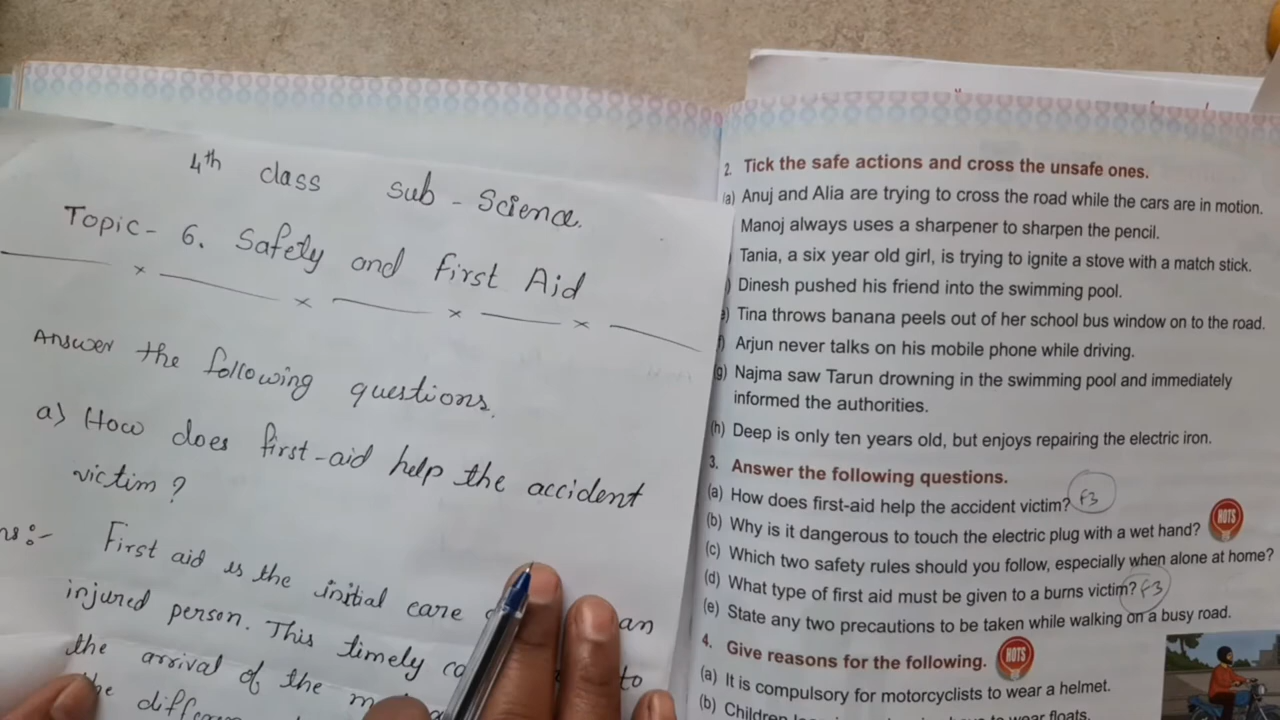 4th class sub - Science.
Topic - 6. Safety and First Aid
Answer the following questions.
a) How does first-aid help the accident
victim?
ns:- First aid is the initial care an
injured person. This timely ca to
the arrival of the m
the differ
2. Tick the safe actions and cross the unsafe ones.
(a) Anuj and Alia are trying to cross the road while the cars are in motion.
Manoj always uses a sharpener to sharpen the pencil.
Tania, a six year old girl, is trying to ignite a stove with a match stick.
) Dinesh pushed his friend into the swimming pool.
e) Tina throws banana peels out of her school bus window on to the road.
f) Arjun never talks on his mobile phone while driving.
(g) Najma saw Tarun drowning in the swimming pool and immediately
informed the authorities.
(h) Deep is only ten years old, but enjoys repairing the electric iron.
3. Answer the following questions.
(a) How does first-aid help the accident victim? F3
(b) Why is it dangerous to touch the electric plug with a wet hand? HOTS
(c) Which two safety rules should you follow, especially when alone at home?
(d) What type of first aid must be given to a burns victim? F3
(e) State any two precautions to be taken while walking on a busy road.
4. Give reasons for the following. HOTS
(a) It is compulsory for motorcyclists to wear a helmet.
(b) Children to wear floats.